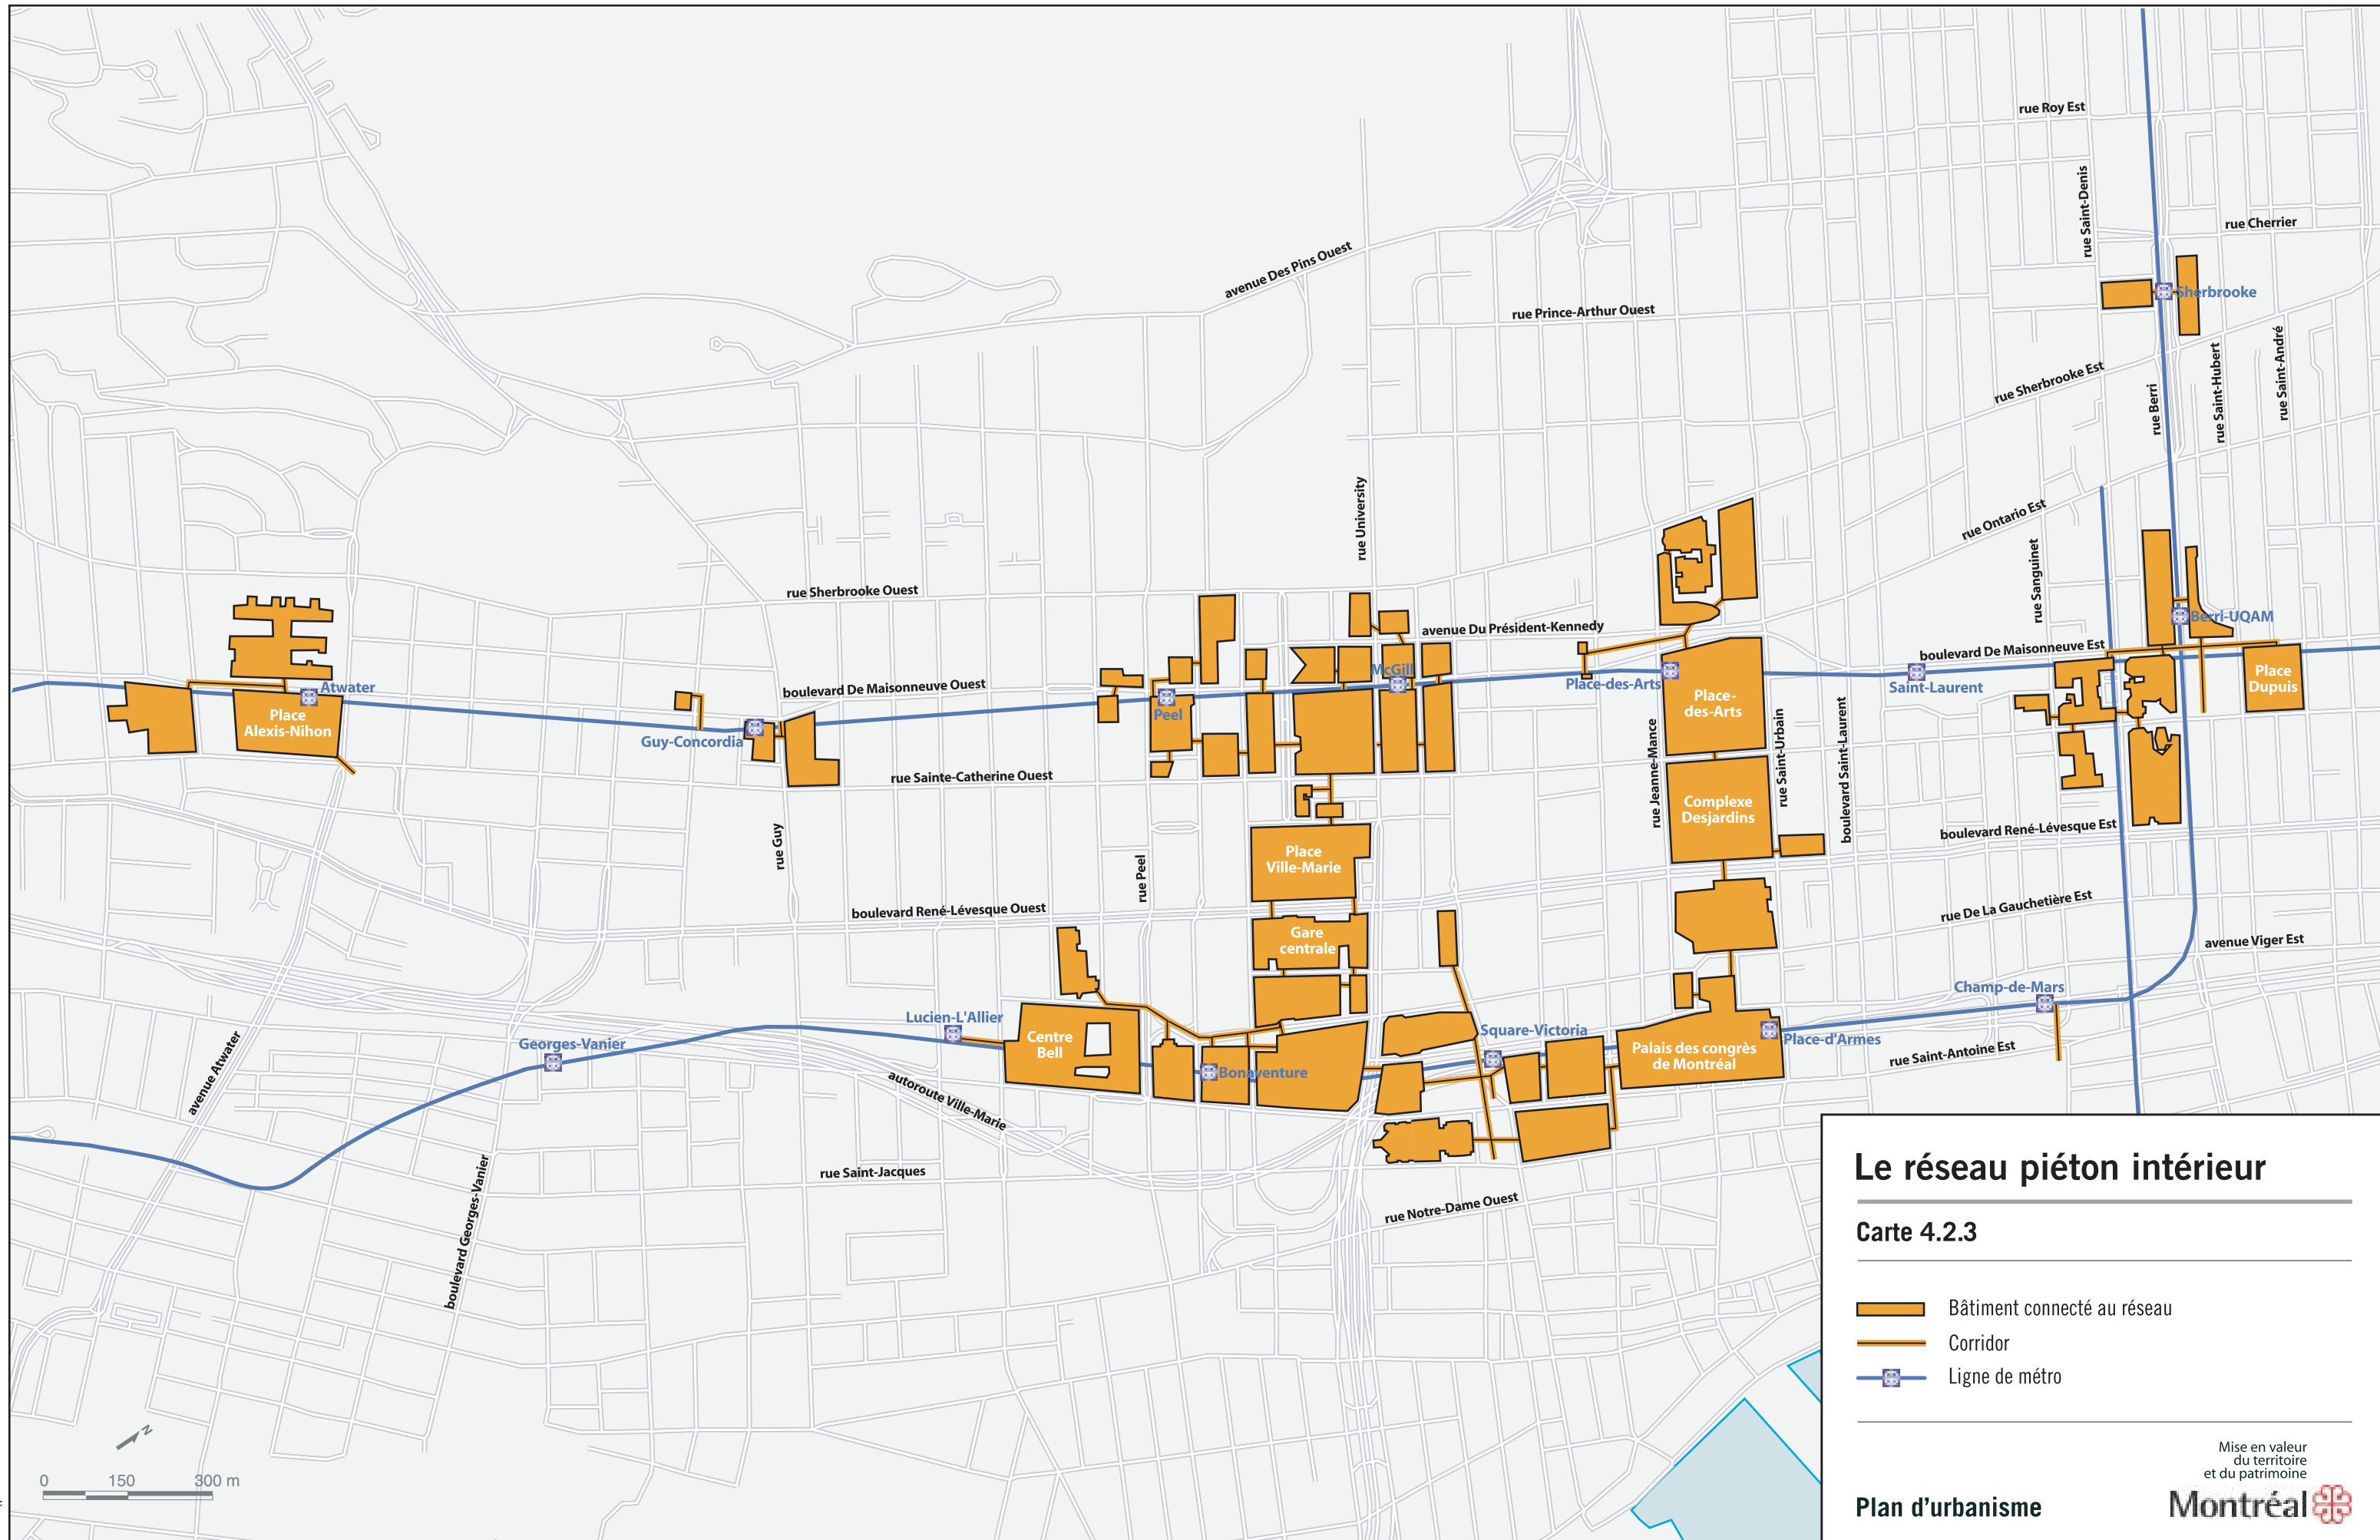 rue Roy Est
rue Saint-Denis
rue Cherrier
avenue Des Pins Ouest
Sherbrooke
rue Prince-Arthur Ouest
rue Saint-André
rue Saint-Hubert
rue Sherbrooke Est
rue Berri
rue University
rue Ontario Est
rue Sanguinet
rue Sherbrooke Ouest
Berri-UQAM
avenue Du Président-Kennedy
boulevard De Maisonneuve Est
McGill
Atwater
boulevard De Maisonneuve Ouest
Place-des-Arts
Saint-Laurent
Place
Dupuis
Place
Alexis-Nihon
Peel
Place-
des-Arts
Guy-Concordia
rue Jeanne-Mance
rue Saint-Urbain
boulevard Saint-Laurent
rue Sainte-Catherine Ouest
Complexe
Desjardins
rue Guy
boulevard René-Lévesque Est
Place
Ville-Marie
rue Peel
boulevard René-Lévesque Ouest
rue De La Gauchetière Est
Gare
centrale
avenue Viger Est
Champ-de-Mars
Lucien-L'Allier
Square-Victoria
Georges-Vanier
Centre
Bell
Place-d'Armes
Palais des congrès
de Montréal
rue Saint-Antoine Est
Bonaventure
avenue Atwater
autoroute Ville-Marie
rue Saint-Jacques
boulevard Georges-Vanier
rue Notre-Dame Ouest
Le réseau piéton intérieur
Carte 4.2.3
Bâtiment connecté au réseau
Corridor
Ligne de métro
N
0 150 300 m
Mise en valeur
du territoire
et du patrimoine
Plan d'urbanisme
Montréal